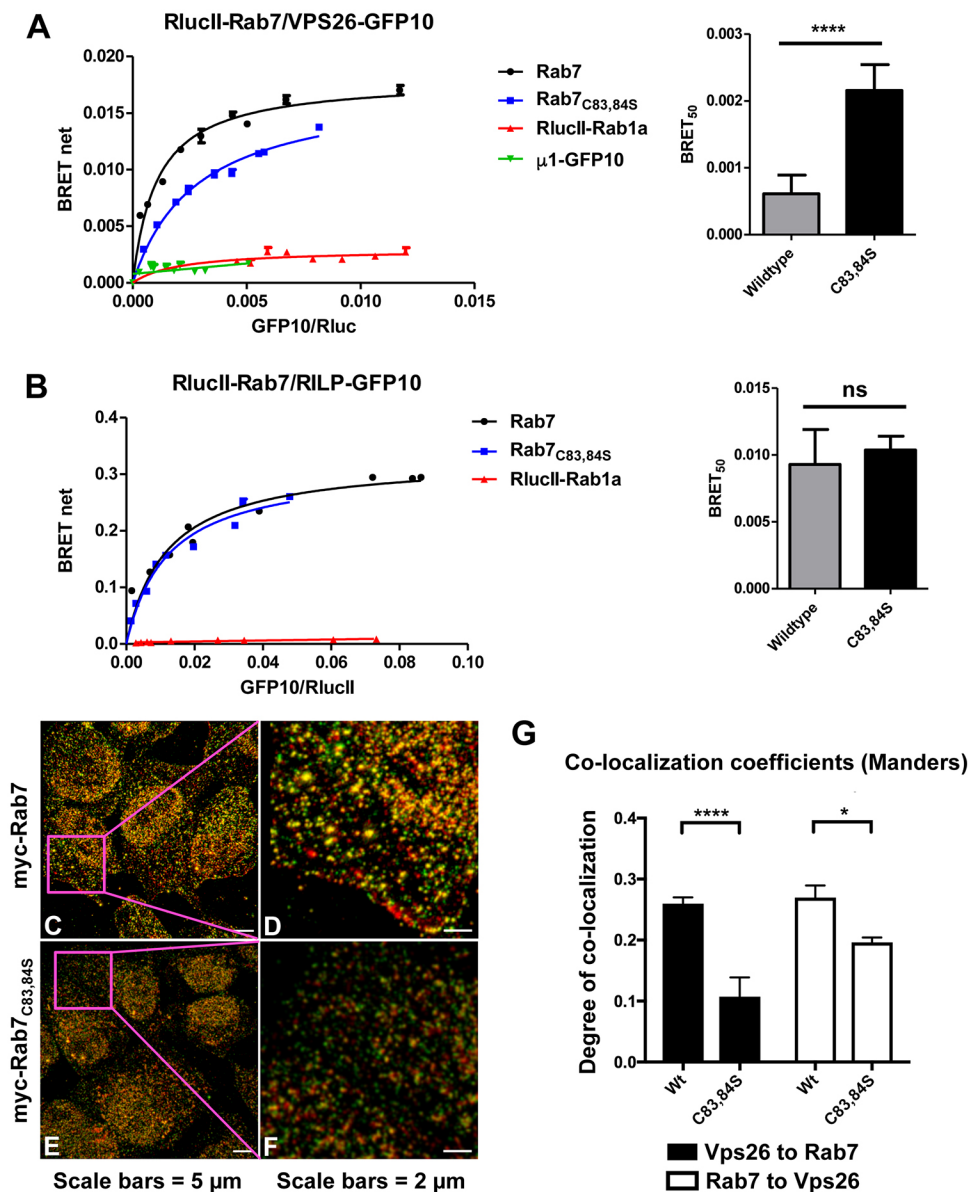 A
RlucII-Rab7/VPS26-GFP10
BRET net
0.020
0.015
0.010
0.005
0.000
0.000 0.005 0.010 0.015
GFP10/Rluc
Rab7
Rab7C83,84S
RlucII-Rab1a
μ1-GFP10
****
BRET50
0.003
0.002
0.001
0.000
Wildtype
C83,84S
B
RlucII-Rab7/RILP-GFP10
BRET net
0.4
0.3
0.2
0.1
0.0
0.00 0.02 0.04 0.06 0.08 0.10
GFP10/RlucII
Rab7
Rab7C83,84S
RlucII-Rab1a
ns
BRET50
0.015
0.010
0.005
0.000
Wildtype
C83,84S
myc-Rab7
C
D
myc-Rab7C83,84S
E
F
Scale bars = 5 μm
Scale bars = 2 μm
G
Co-localization coefficients (Manders)
Degree of co-localization
0.4
0.3
0.2
0.1
0.0
****
*
Wt
C83,84S
Wt
C83,84S
Vps26 to Rab7
Rab7 to Vps26